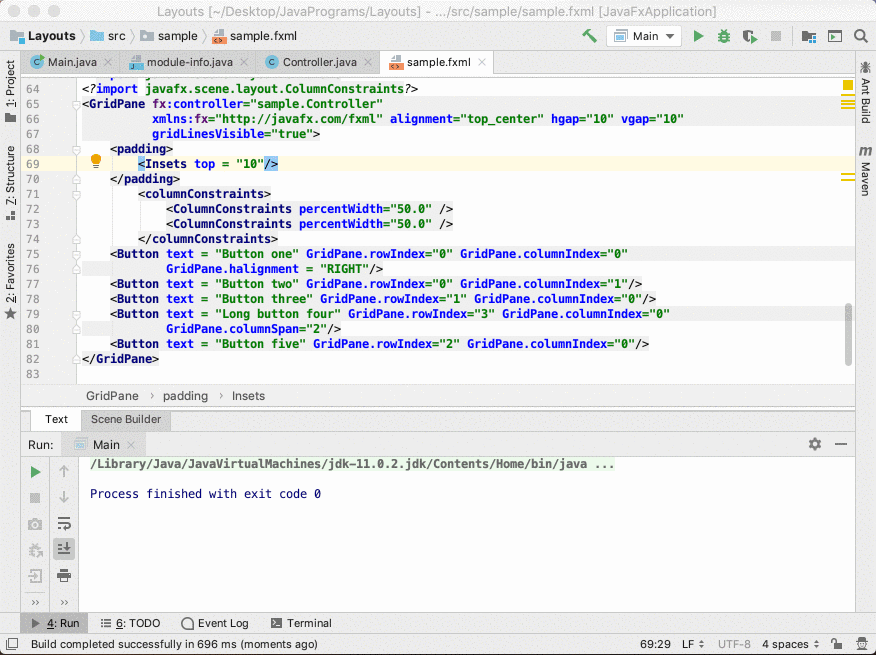 Layouts [~/Desktop/JavaPrograms/Layouts] - .../src/sample/sample.fxml [JavaFxApplication]
Layouts src sample sample.fxml Main
Main.java module-info.java Controller.java sample.fxml
1: Project
Z: Structure
2: Favorites
Ant Build
m Maven
64 <?import javafx.scene.layout.ColumnConstraints?>
65 <GridPane fx:controller="sample.Controller"
66 xmlns:fx="http://javafx.com/fxml" alignment="top_center" hgap="10" vgap="10"
67 gridLinesVisible="true">
68 <padding>
69 <Insets top = "10"/>
70 </padding>
71 <columnConstraints>
72 <ColumnConstraints percentWidth="50.0" />
73 <ColumnConstraints percentWidth="50.0" />
74 </columnConstraints>
75 <Button text = "Button one" GridPane.rowIndex="0" GridPane.columnIndex="0"
76 GridPane.halignment = "RIGHT"/>
77 <Button text = "Button two" GridPane.rowIndex="0" GridPane.columnIndex="1"/>
78 <Button text = "Button three" GridPane.rowIndex="1" GridPane.columnIndex="0"/>
79 <Button text = "Long button four" GridPane.rowIndex="3" GridPane.columnIndex="0"
80 GridPane.columnSpan="2"/>
81 <Button text = "Button five" GridPane.rowIndex="2" GridPane.columnIndex="0"/>
82 </GridPane>
83
GridPane › padding › Insets
Text Scene Builder
Run: Main
/Library/Java/JavaVirtualMachines/jdk-11.0.2.jdk/Contents/Home/bin/java ...
Process finished with exit code 0
4: Run 6: TODO Event Log Terminal
Build completed successfully in 696 ms (moments ago) 69:29 LF UTF-8 4 spaces